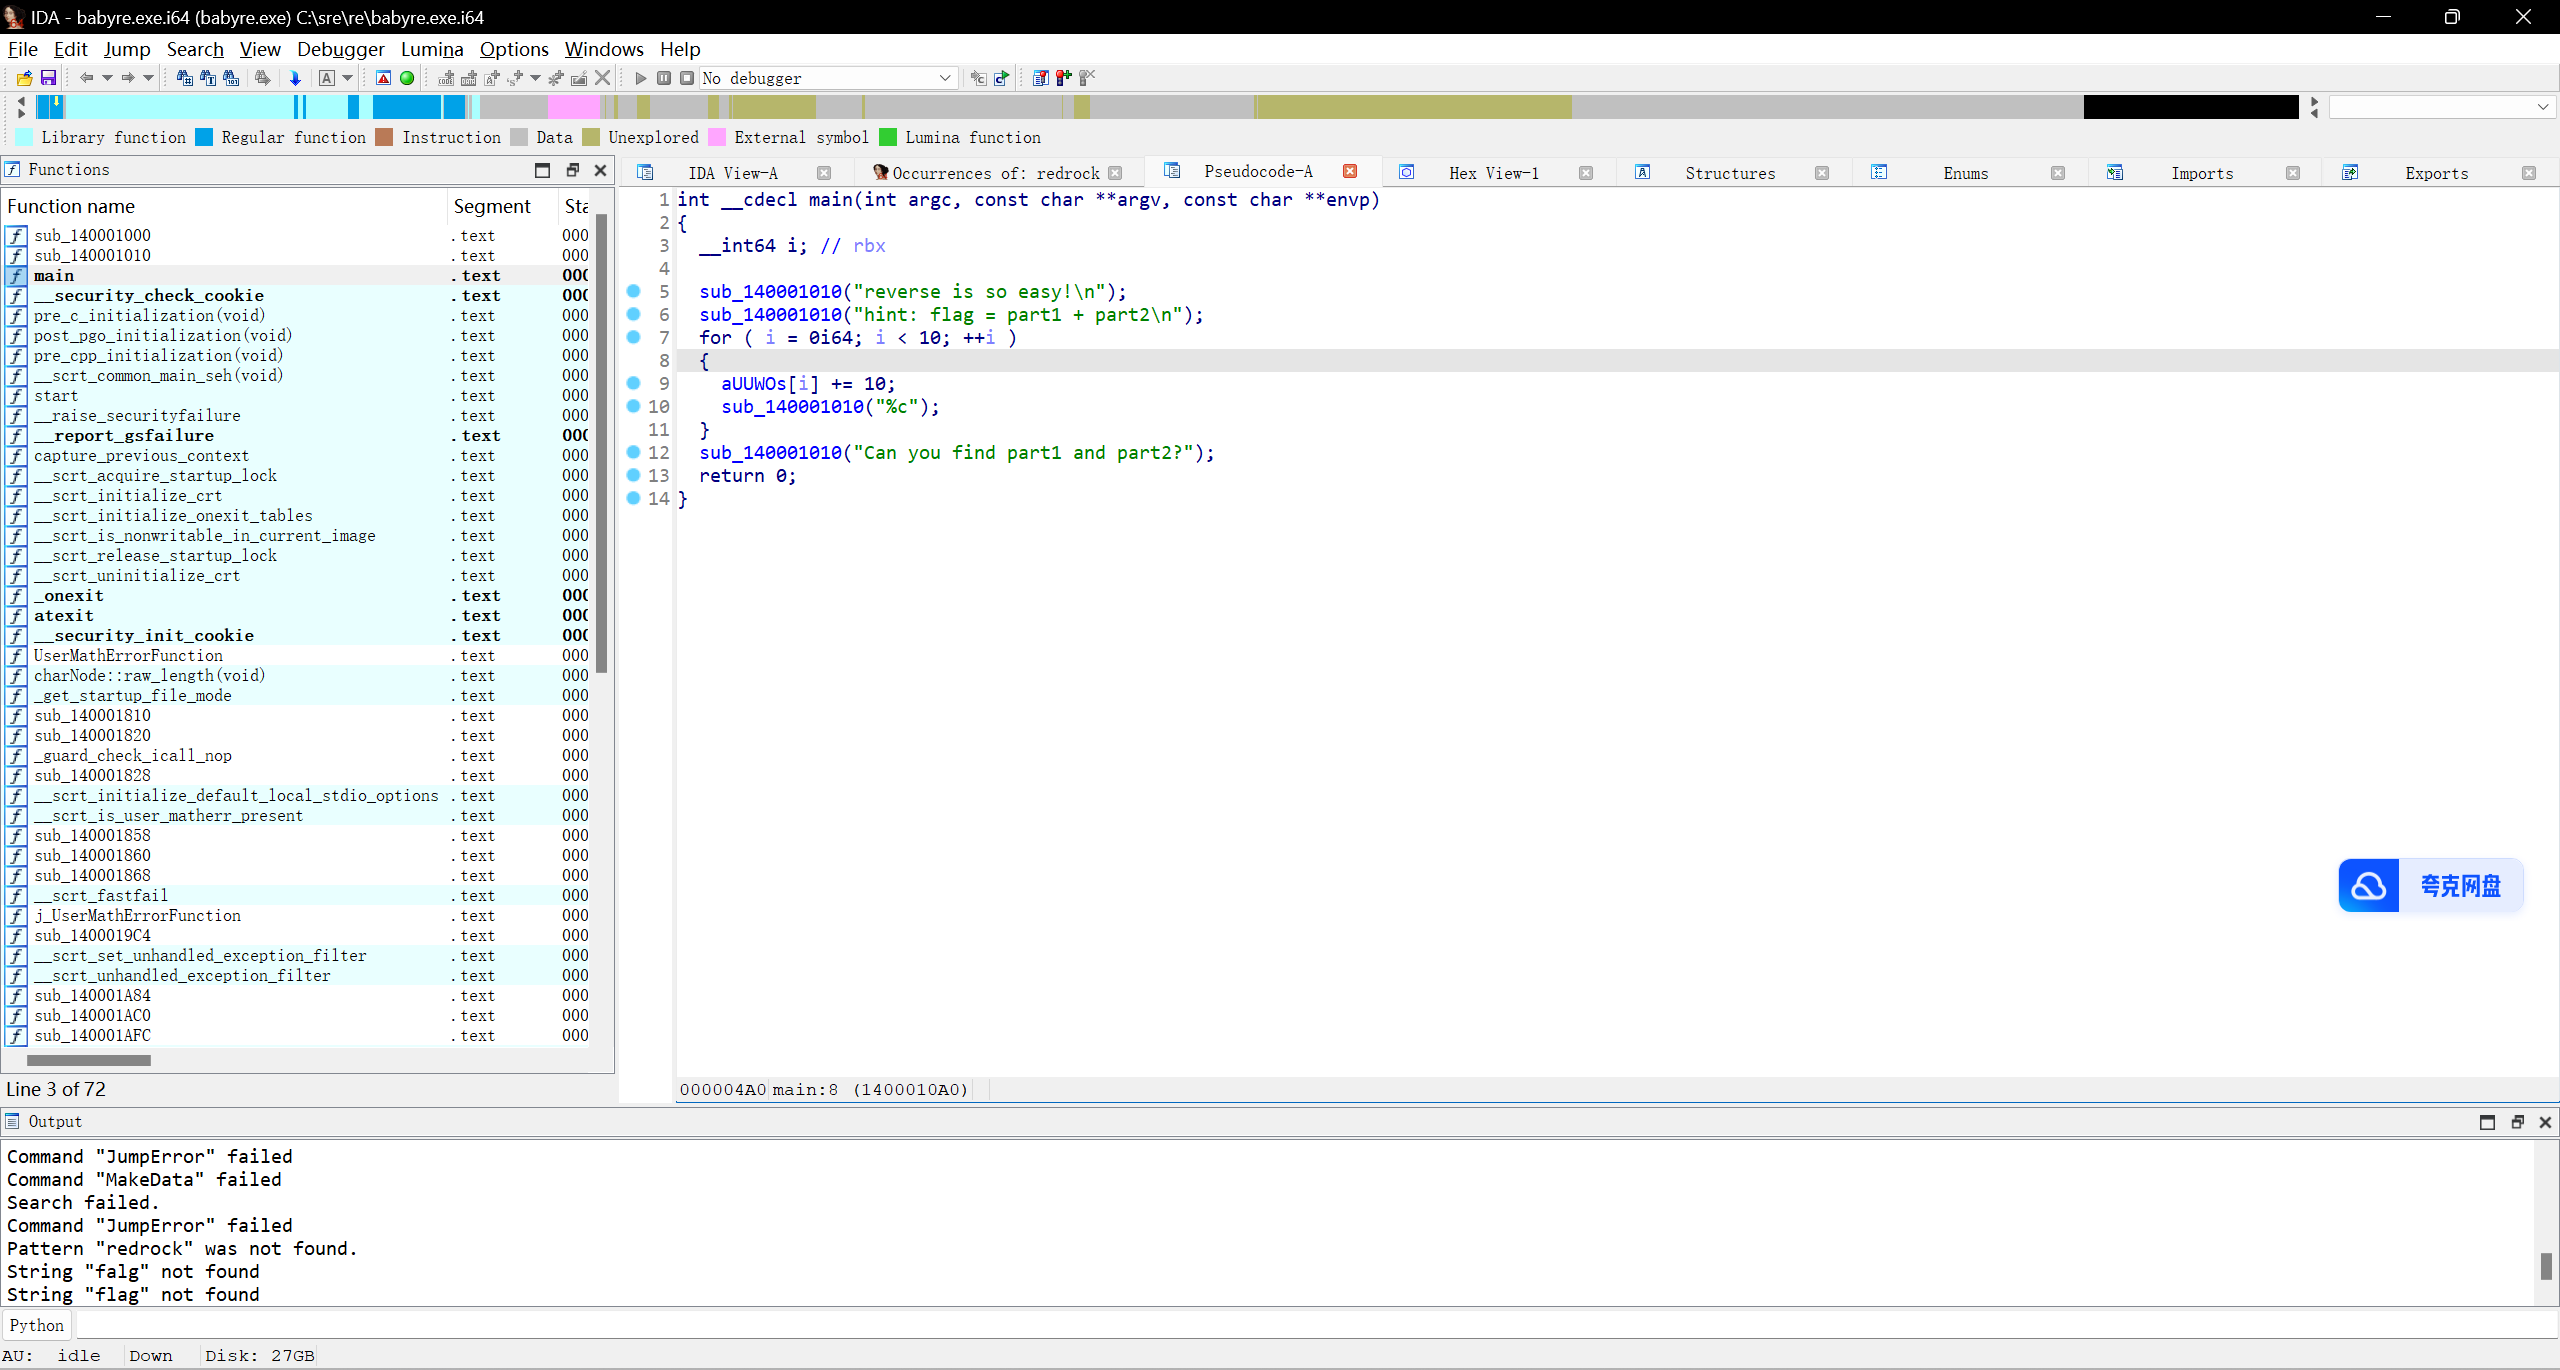 IDA - babyre.exe.i64 (babyre.exe) C:\sre\re\babyre.exe.i64
File Edit Jump Search View Debugger Lumina Options Windows Help
No debugger
Library function Regular function Instruction Data Unexplored External symbol Lumina function
Functions
Function name Segment Sta
sub_140001000 .text 000
sub_140001010 .text 000
main .text 000
__security_check_cookie .text 000
pre_c_initialization(void) .text 000
post_pgo_initialization(void) .text 000
pre_cpp_initialization(void) .text 000
__scrt_common_main_seh(void) .text 000
start .text 000
__raise_securityfailure .text 000
__report_gsfailure .text 000
capture_previous_context .text 000
__scrt_acquire_startup_lock .text 000
__scrt_initialize_crt .text 000
__scrt_initialize_onexit_tables .text 000
__scrt_is_nonwritable_in_current_image .text 000
__scrt_release_startup_lock .text 000
__scrt_uninitialize_crt .text 000
_onexit .text 000
atexit .text 000
__security_init_cookie .text 000
UserMathErrorFunction .text 000
charNode::raw_length(void) .text 000
_get_startup_file_mode .text 000
sub_140001810 .text 000
sub_140001820 .text 000
_guard_check_icall_nop .text 000
sub_140001828 .text 000
__scrt_initialize_default_local_stdio_options .text 000
__scrt_is_user_matherr_present .text 000
sub_140001858 .text 000
sub_140001860 .text 000
sub_140001868 .text 000
__scrt_fastfail .text 000
j_UserMathErrorFunction .text 000
sub_1400019C4 .text 000
__scrt_set_unhandled_exception_filter .text 000
__scrt_unhandled_exception_filter .text 000
sub_140001A84 .text 000
sub_140001AC0 .text 000
sub_140001AFC .text 000
Line 3 of 72
IDA View-A Occurrences of: redrock Pseudocode-A Hex View-1 Structures Enums Imports Exports
1 int __cdecl main(int argc, const char **argv, const char **envp)
2 {
3 __int64 i; // rbx
4
5 sub_140001010("reverse is so easy!\n");
6 sub_140001010("hint: flag = part1 + part2\n");
7 for ( i = 0i64; i < 10; ++i )
8 {
9 aUUWOs[i] += 10;
10 sub_140001010("%c");
11 }
12 sub_140001010("Can you find part1 and part2?");
13 return 0;
14 }
夸克网盘
000004A0 main:8 (1400010A0)
Output
Command "JumpError" failed
Command "MakeData" failed
Search failed.
Command "JumpError" failed
Pattern "redrock" was not found.
String "falg" not found
String "flag" not found
Python
AU: idle Down Disk: 27GB